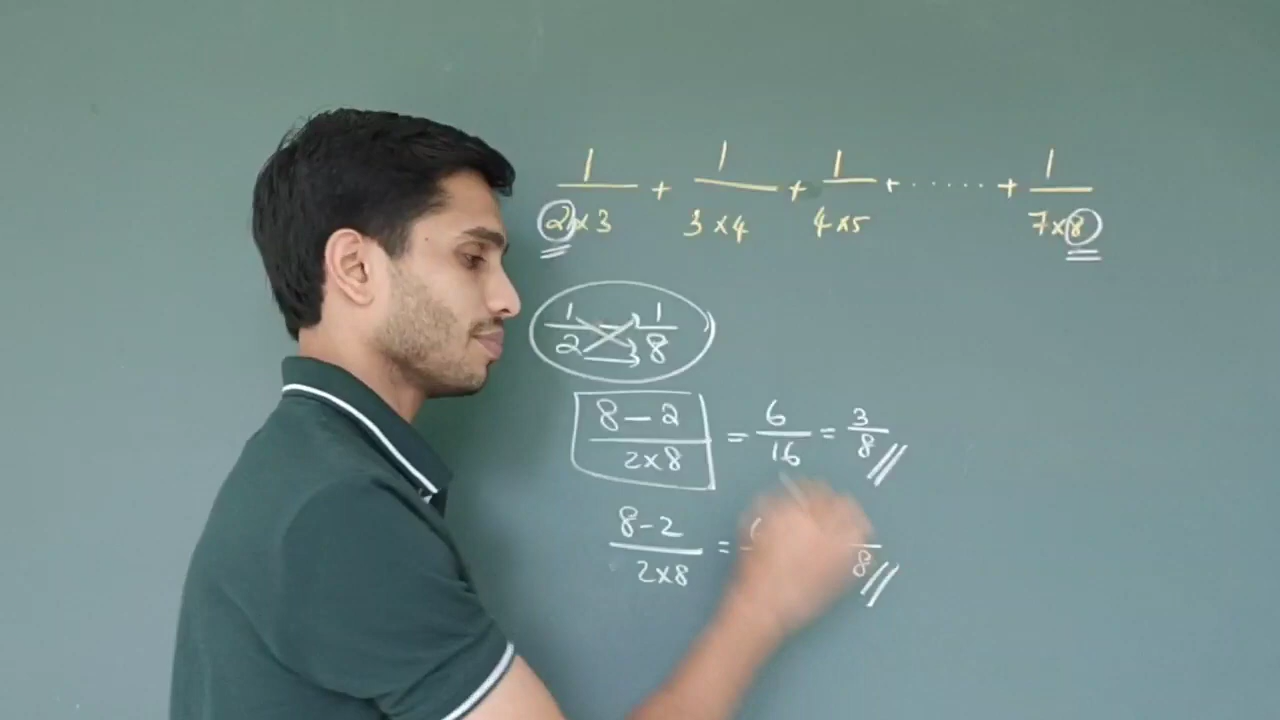 1/2×3 + 1/3×4 + 1/4×5 + ...... + 1/7×8
1/2 1/8
8-2/2×8 = 6/16 = 3/8
8-2/2×8 = 8